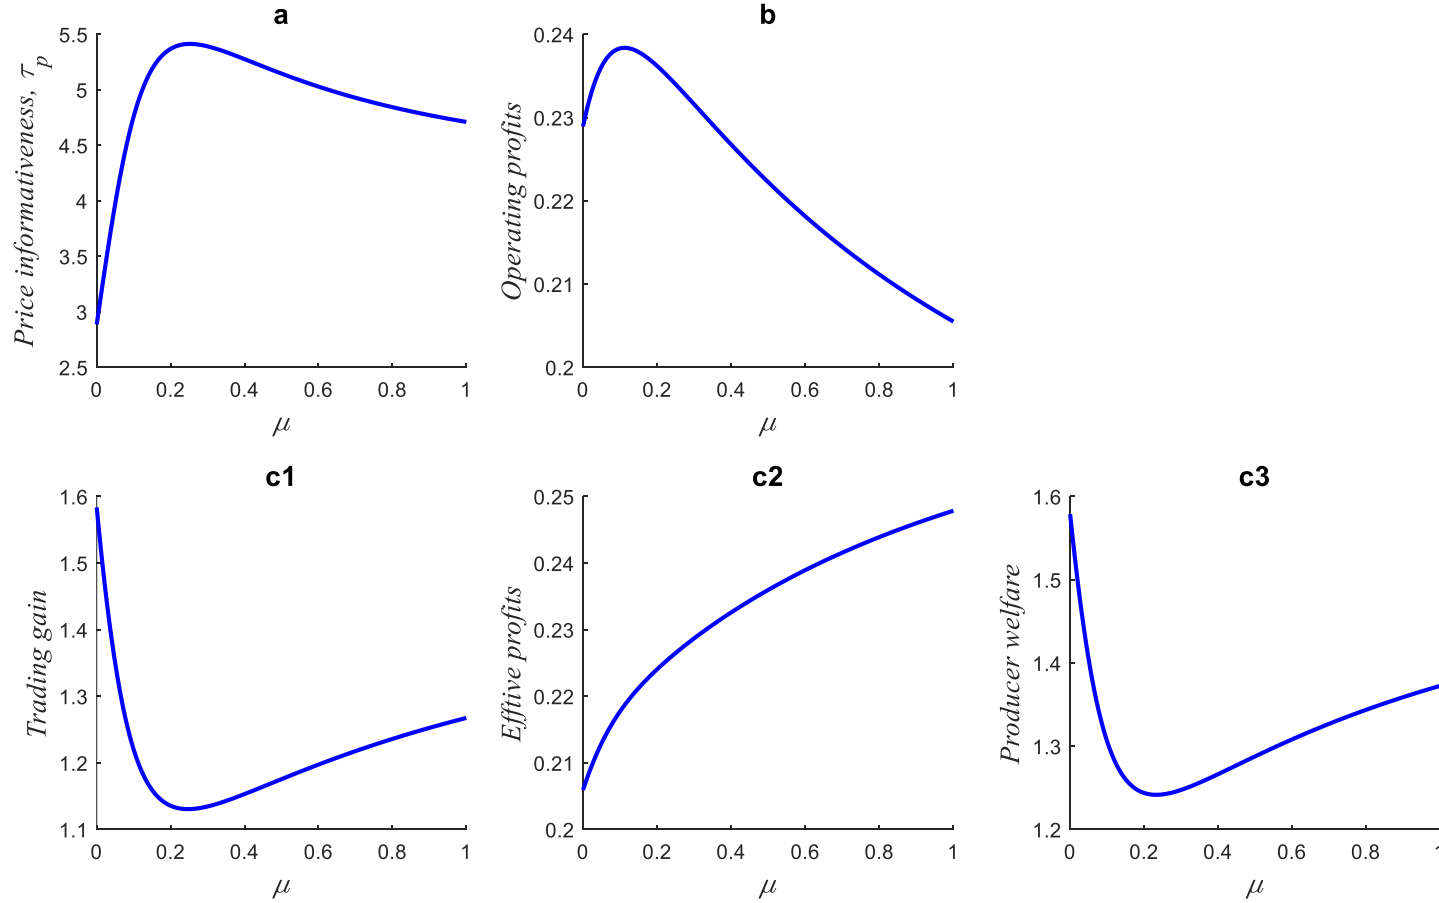 a
Price informativeness, τp
5.5
5
4.5
4
3.5
3
2.5
0 0.2 0.4 0.6 0.8 1
μ
b
Operating profits
0.24
0.23
0.22
0.21
0.2
0 0.2 0.4 0.6 0.8 1
μ
c1
Trading gain
1.6
1.5
1.4
1.3
1.2
1.1
0 0.2 0.4 0.6 0.8 1
μ
c2
Efftive profits
0.25
0.24
0.23
0.22
0.21
0.2
0 0.2 0.4 0.6 0.8 1
μ
c3
Producer welfare
1.6
1.5
1.4
1.3
1.2
0 0.2 0.4 0.6 0.8 1
μ